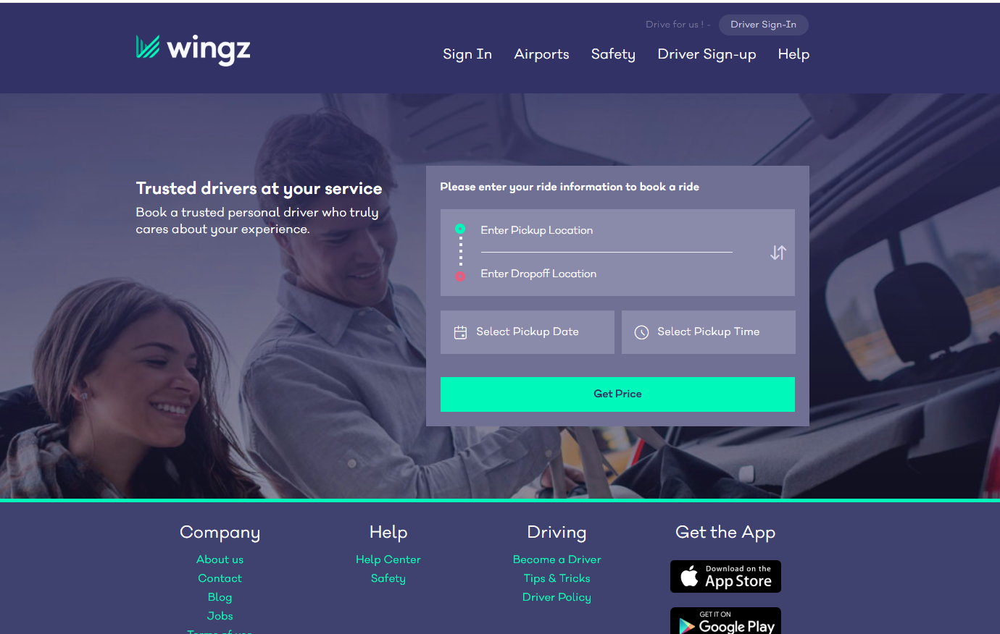 Drive for us ! -
Driver Sign-In
wingz
Sign In
Airports
Safety
Driver Sign-up
Help
Trusted drivers at your service
Book a trusted personal driver who truly
cares about your experience.
Please enter your ride information to book a ride
Enter Pickup Location
Enter Dropoff Location
Select Pickup Date
Select Pickup Time
Get Price
Company
About us
Contact
Blog
Jobs
Terms of use
Help
Help Center
Safety
Driving
Become a Driver
Tips & Tricks
Driver Policy
Get the App
Download on the
App Store
GET IT ON
Google Play